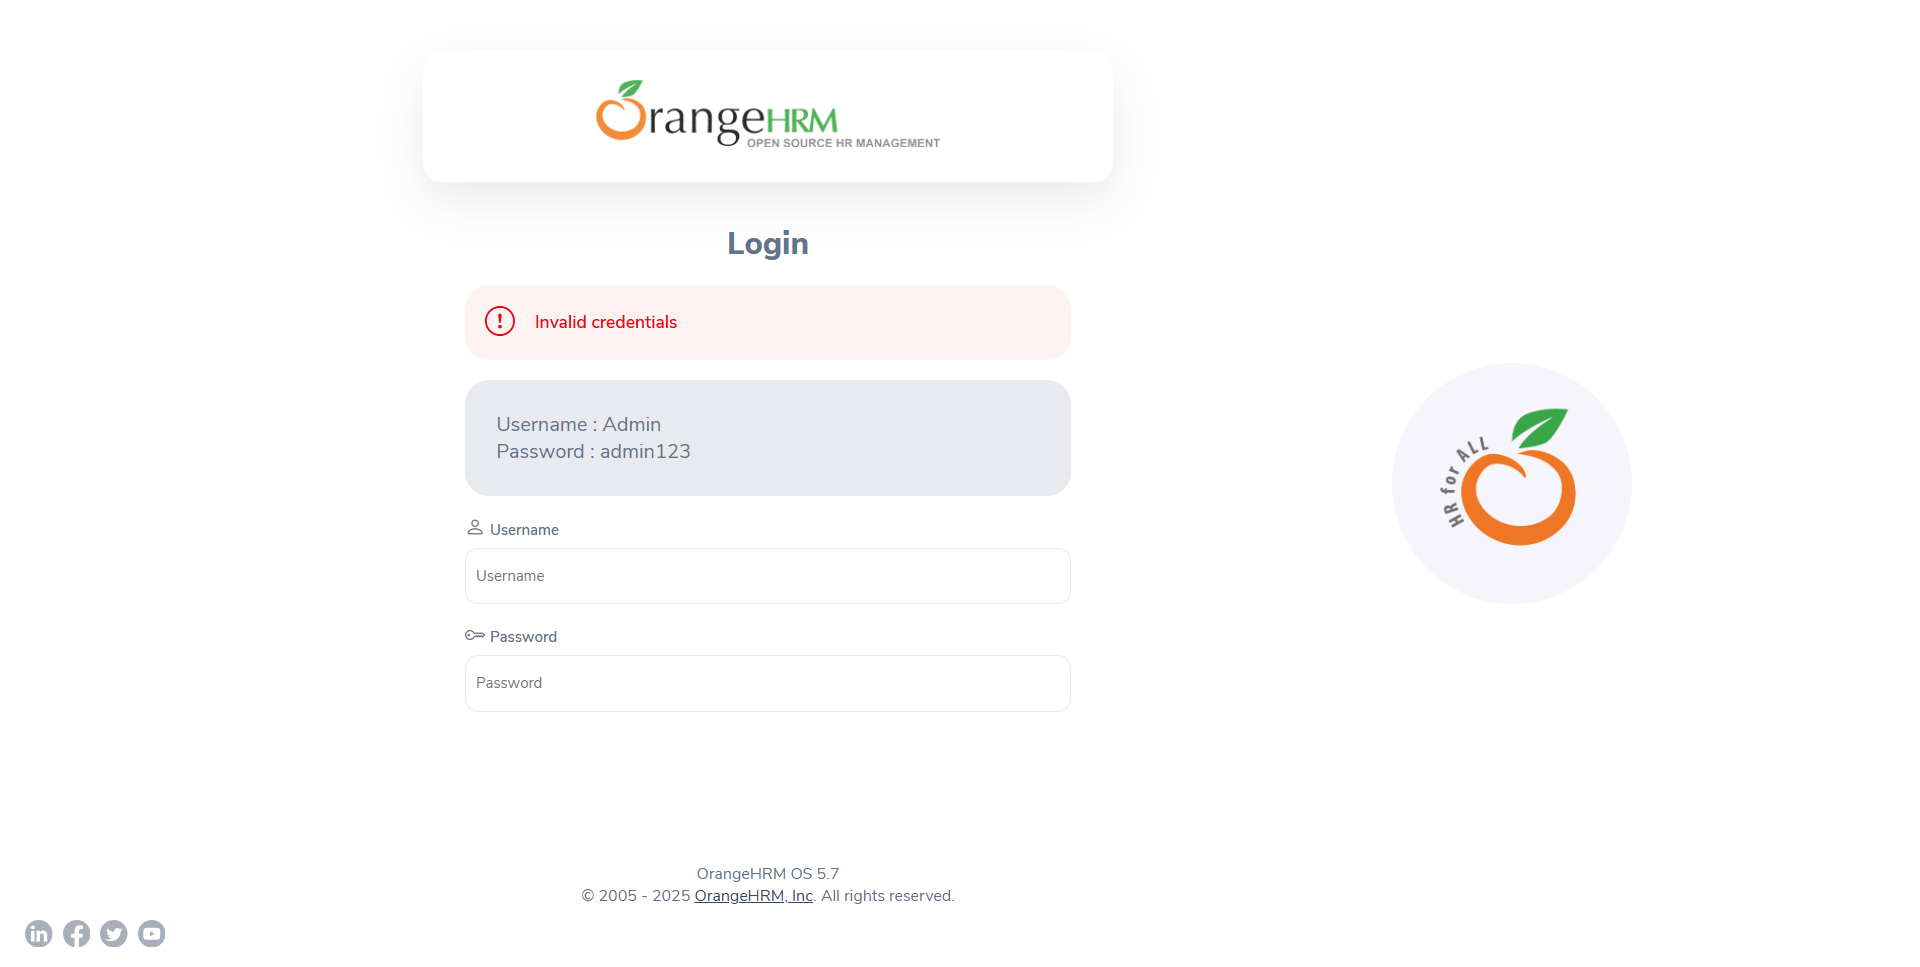 OrangeHRM
OPEN SOURCE HR MANAGEMENT
Login
Invalid credentials
Username : Admin
Password : admin123
Username
Username
Password
Password
HR for ALL
OrangeHRM OS 5.7
© 2005 - 2025 OrangeHRM, Inc. All rights reserved.